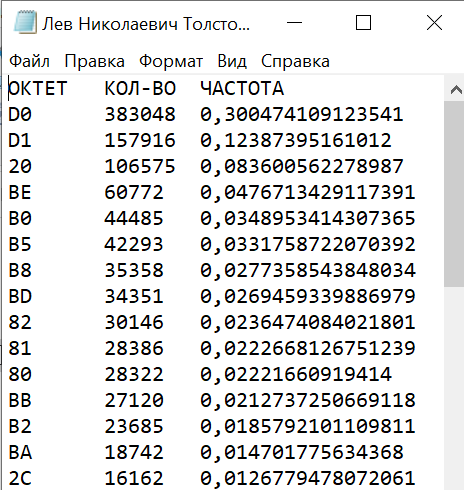 Лев Николаевич Толсто...
Файл Правка Формат Вид Справка
ОКТЕТ КОЛ-ВО ЧАСТОТА
D0 383048 0,300474109123541
D1 157916 0,12387395161012
20 106575 0,083600562278987
BE 60772 0,0476713429117391
B0 44485 0,0348953414307365
B5 42293 0,0331758722070392
B8 35358 0,0277358543848034
BD 34351 0,0269459339886979
82 30146 0,0236474084021801
81 28386 0,0222668126751239
80 28322 0,02221660919414
BB 27120 0,0212737250669118
B2 23685 0,0185792101109811
BA 18742 0,014701775634368
2C 16162 0,0126779478072061